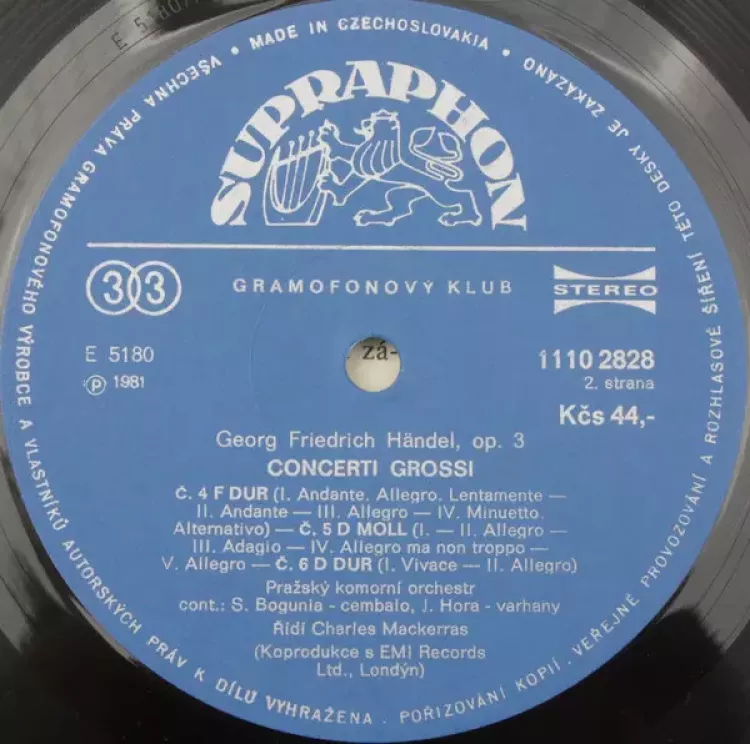 E 5180
VŠECHNA PRÁVA GRAMOFONOVÉHO VÝROBCE A VLASTNÍKŮ AUTORSKÝCH PRÁV K DÍLU VYHRAŽENA. POŘIZOVÁNÍ KOPIÍ. VEŘEJNÉ PROVOZOVÁNÍ A ROZHLASOVÉ ŠÍŘENÍ TÉTO DESKY JE ZAKÁZÁNO
• MADE IN CZECHOSLOVAKIA •
SUPRAPHON
33 GRAMOFONOVÝ KLUB STEREO
E 5180 zá- 1110 2828
Ⓟ 1981 2. strana
Kčs 44,-
Georg Friedrich Händel, op. 3
CONCERTI GROSSI
Č. 4 F DUR (I. Andante. Allegro. Lentamente —
II. Andante — III. Allegro — IV. Minuetto.
Alternativo) — Č. 5 D MOLL (I. — II. Allegro —
III. Adagio — IV. Allegro ma non troppo —
V. Allegro — Č. 6 D DUR (I. Vivace — II. Allegro)
Pražský komorní orchestr
cont.: S. Bogunia - cembalo, J. Hora - varhany
Řídí Charles Mackerras
(Koprodukce s EMI Records
Ltd., Londýn)